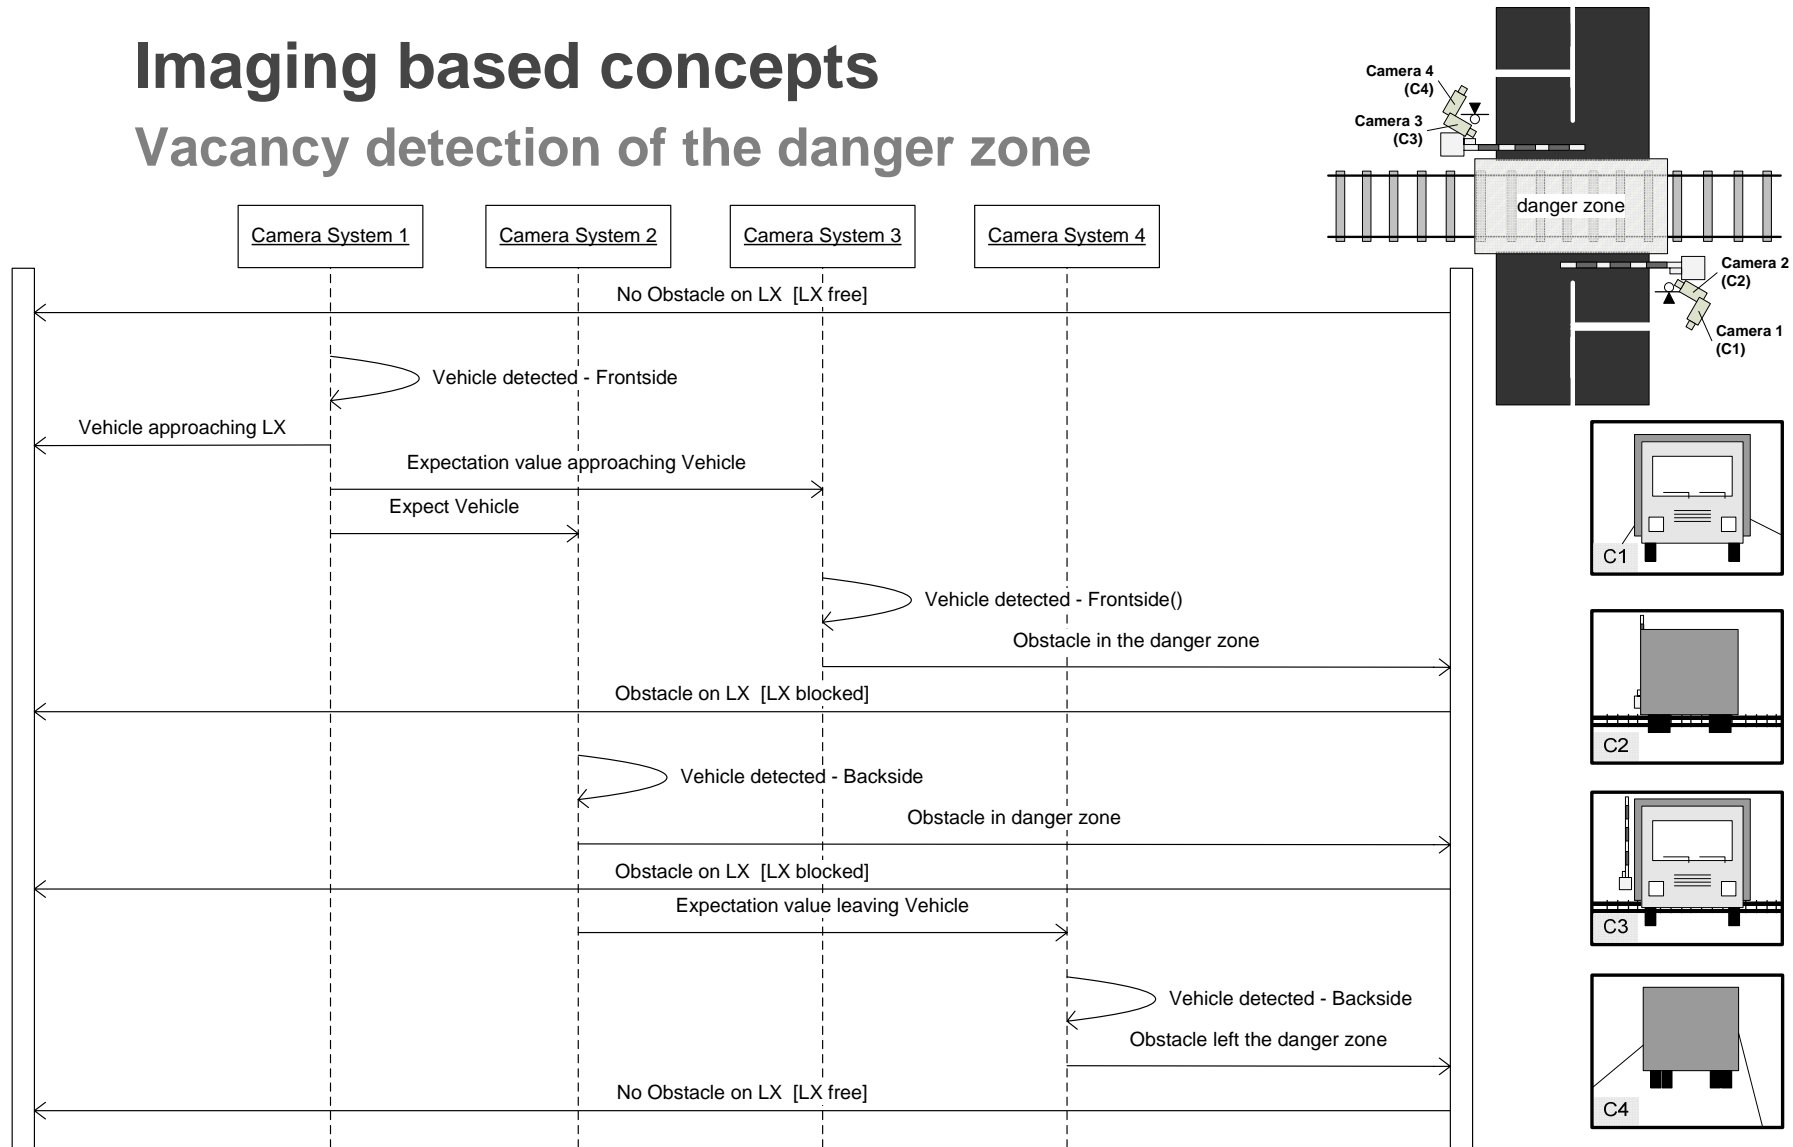 Imaging based concepts
Vacancy detection of the danger zone
Camera 4
(C4)
Camera 3
(C3)
danger zone
Camera 2
(C2)
Camera 1
(C1)
Camera System 1
Camera System 2
Camera System 3
Camera System 4
No Obstacle on LX [LX free]
Vehicle detected - Frontside
Vehicle approaching LX
Expectation value approaching Vehicle
Expect Vehicle
Vehicle detected - Frontside()
Obstacle in the danger zone
Obstacle on LX [LX blocked]
Vehicle detected - Backside
Obstacle in danger zone
Obstacle on LX [LX blocked]
Expectation value leaving Vehicle
Vehicle detected - Backside
Obstacle left the danger zone
No Obstacle on LX [LX free]
C1
C2
C3
C4